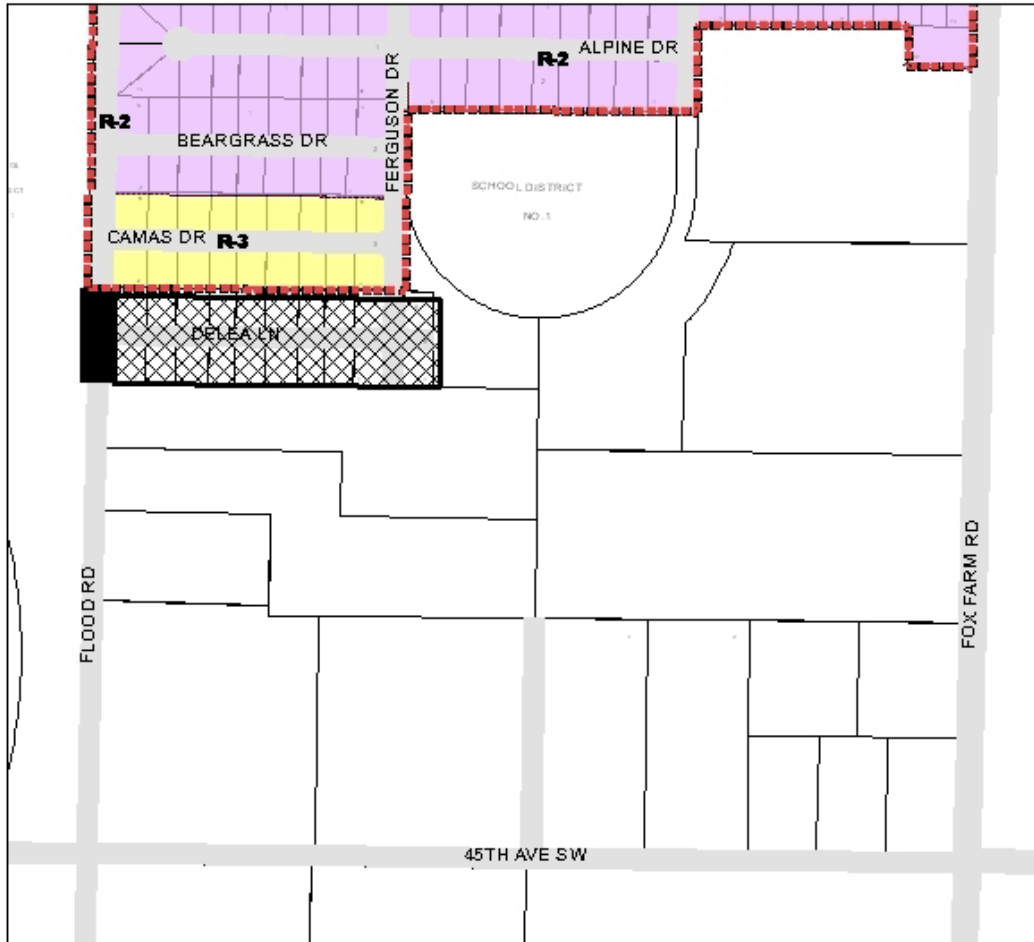 ALPINE DR
R-2
FERGUSON DR
R-2
BEARGRASS DR
SCHOOL DISTRICT
NO. 1
CAMAS DR
R-3
DELEA LN
FLOOD RD
FOX FARM RD
45TH AVE SW